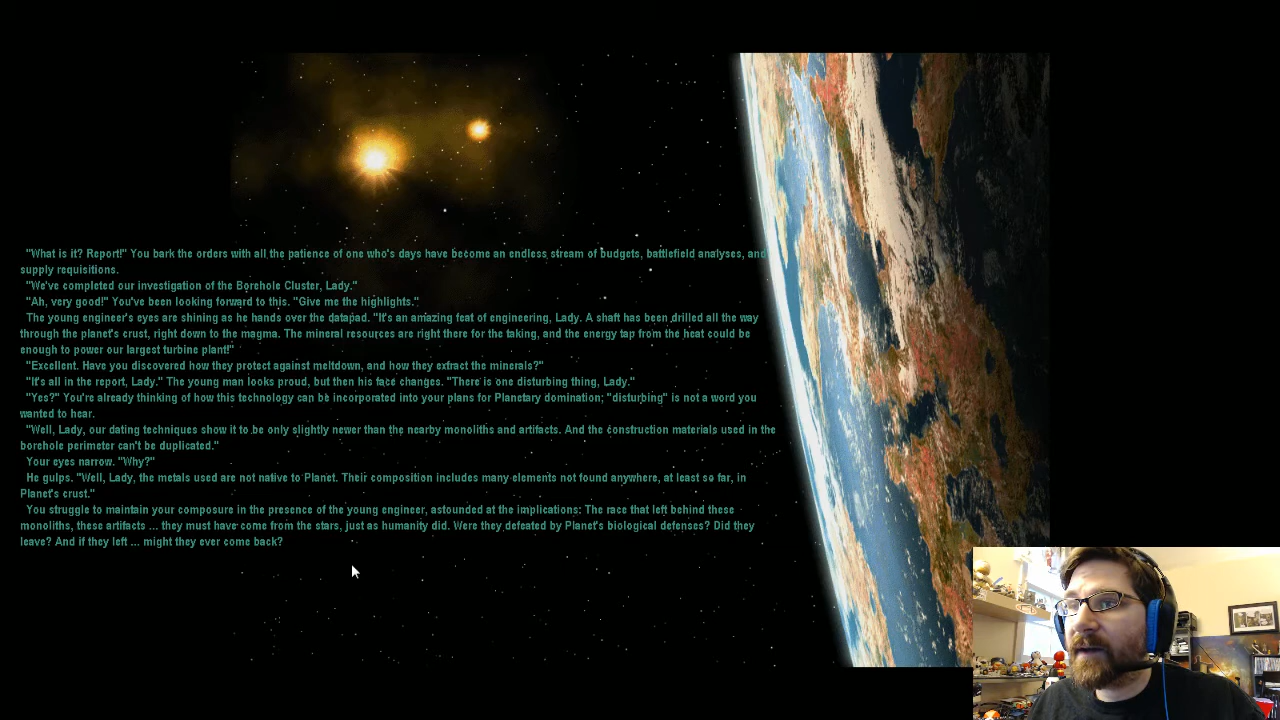 "What is it? Report!" You bark the orders with all the patience of one who's days have become an endless stream of budgets, battlefield analyses, and
supply requisitions.
"We've completed our investigation of the Borehole Cluster, Lady."
"Ah, very good!" You've been looking forward to this. "Give me the highlights."
The young engineer's eyes are shining as he hands over the datapad. "It's an amazing feat of engineering, Lady. A shaft has been drilled all the way
through the planet's crust, right down to the magma. The mineral resources are right there for the taking, and the energy tap from the heat could be
enough to power our largest turbine plant!"
"Excellent. Have you discovered how they protect against meltdown, and how they extract the minerals?"
"It's all in the report, Lady." The young man looks proud, but then his face changes. "There is one disturbing thing, Lady."
"Yes?" You're already thinking of how this technology can be incorporated into your plans for Planetary domination; "disturbing" is not a word you
wanted to hear.
"Well, Lady, our dating techniques show it to be only slightly newer than the nearby monoliths and artifacts. And the construction materials used in the
borehole perimeter can't be duplicated."
Your eyes narrow. "Why?"
He gulps. "Well, Lady, the metals used are not native to Planet. Their composition includes many elements not found anywhere, at least so far, in
Planet's crust."
You struggle to maintain your composure in the presence of the young engineer, astounded at the implications: The race that left behind these
monoliths, these artifacts ... they must have come from the stars, just as humanity did. Were they defeated by Planet's biological defenses? Did they
leave? And if they left ... might they ever come back?